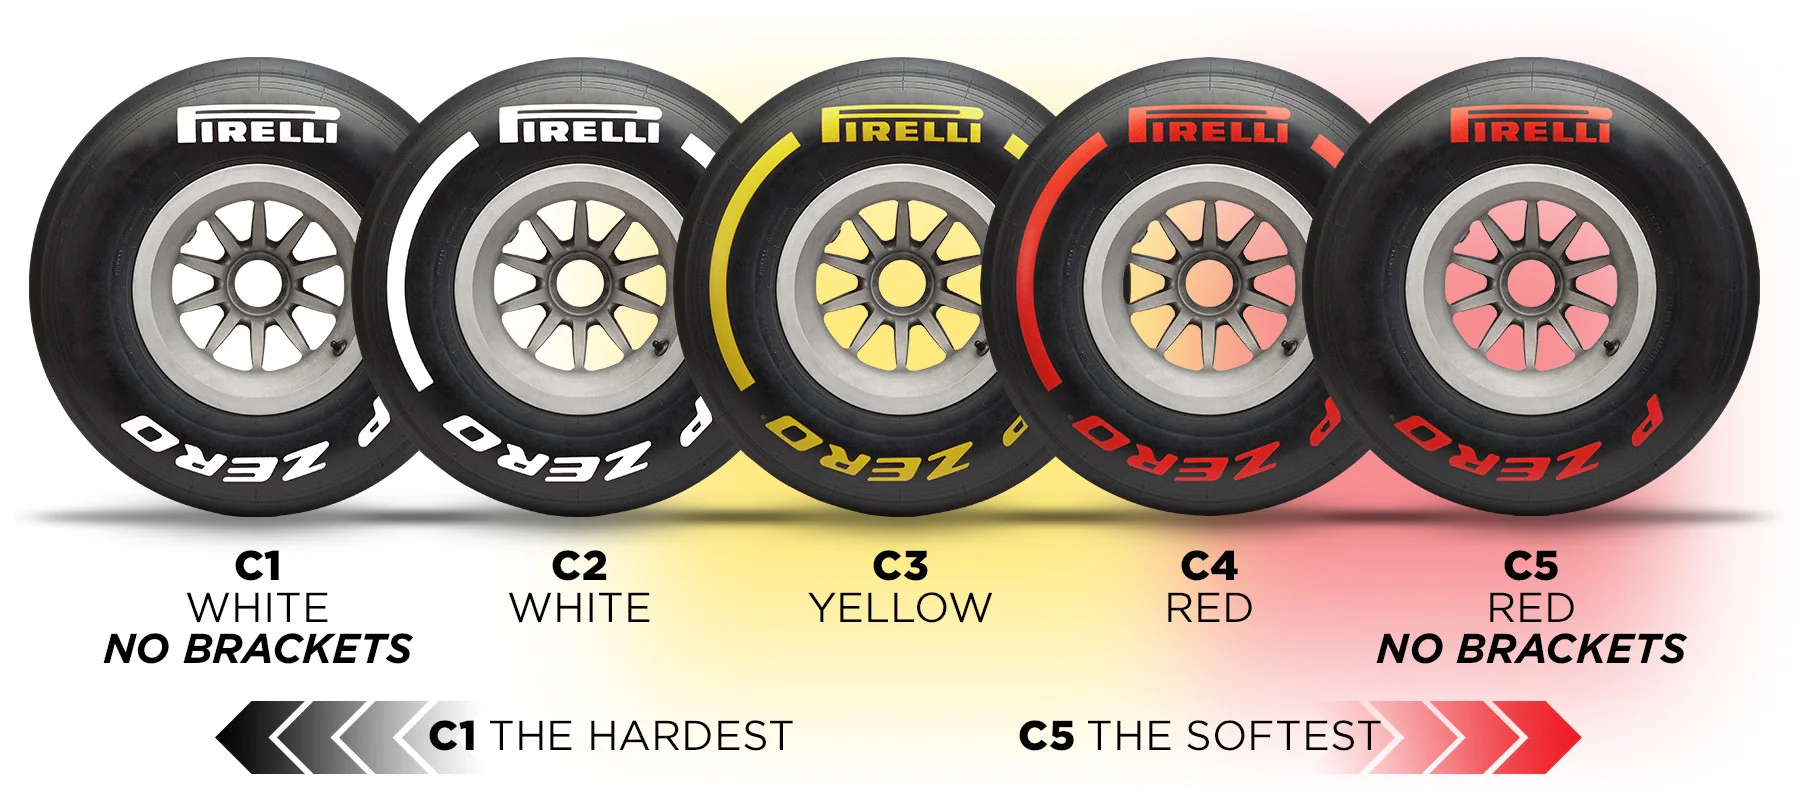 PIRELLI PIRELLI PIRELLI PIRELLI PIRELLI
P ZERO P ZERO P ZERO P ZERO P ZERO
C1 C2 C3 C4 C5
WHITE WHITE YELLOW RED RED
NO BRACKETS NO BRACKETS
C1 THE HARDEST C5 THE SOFTEST